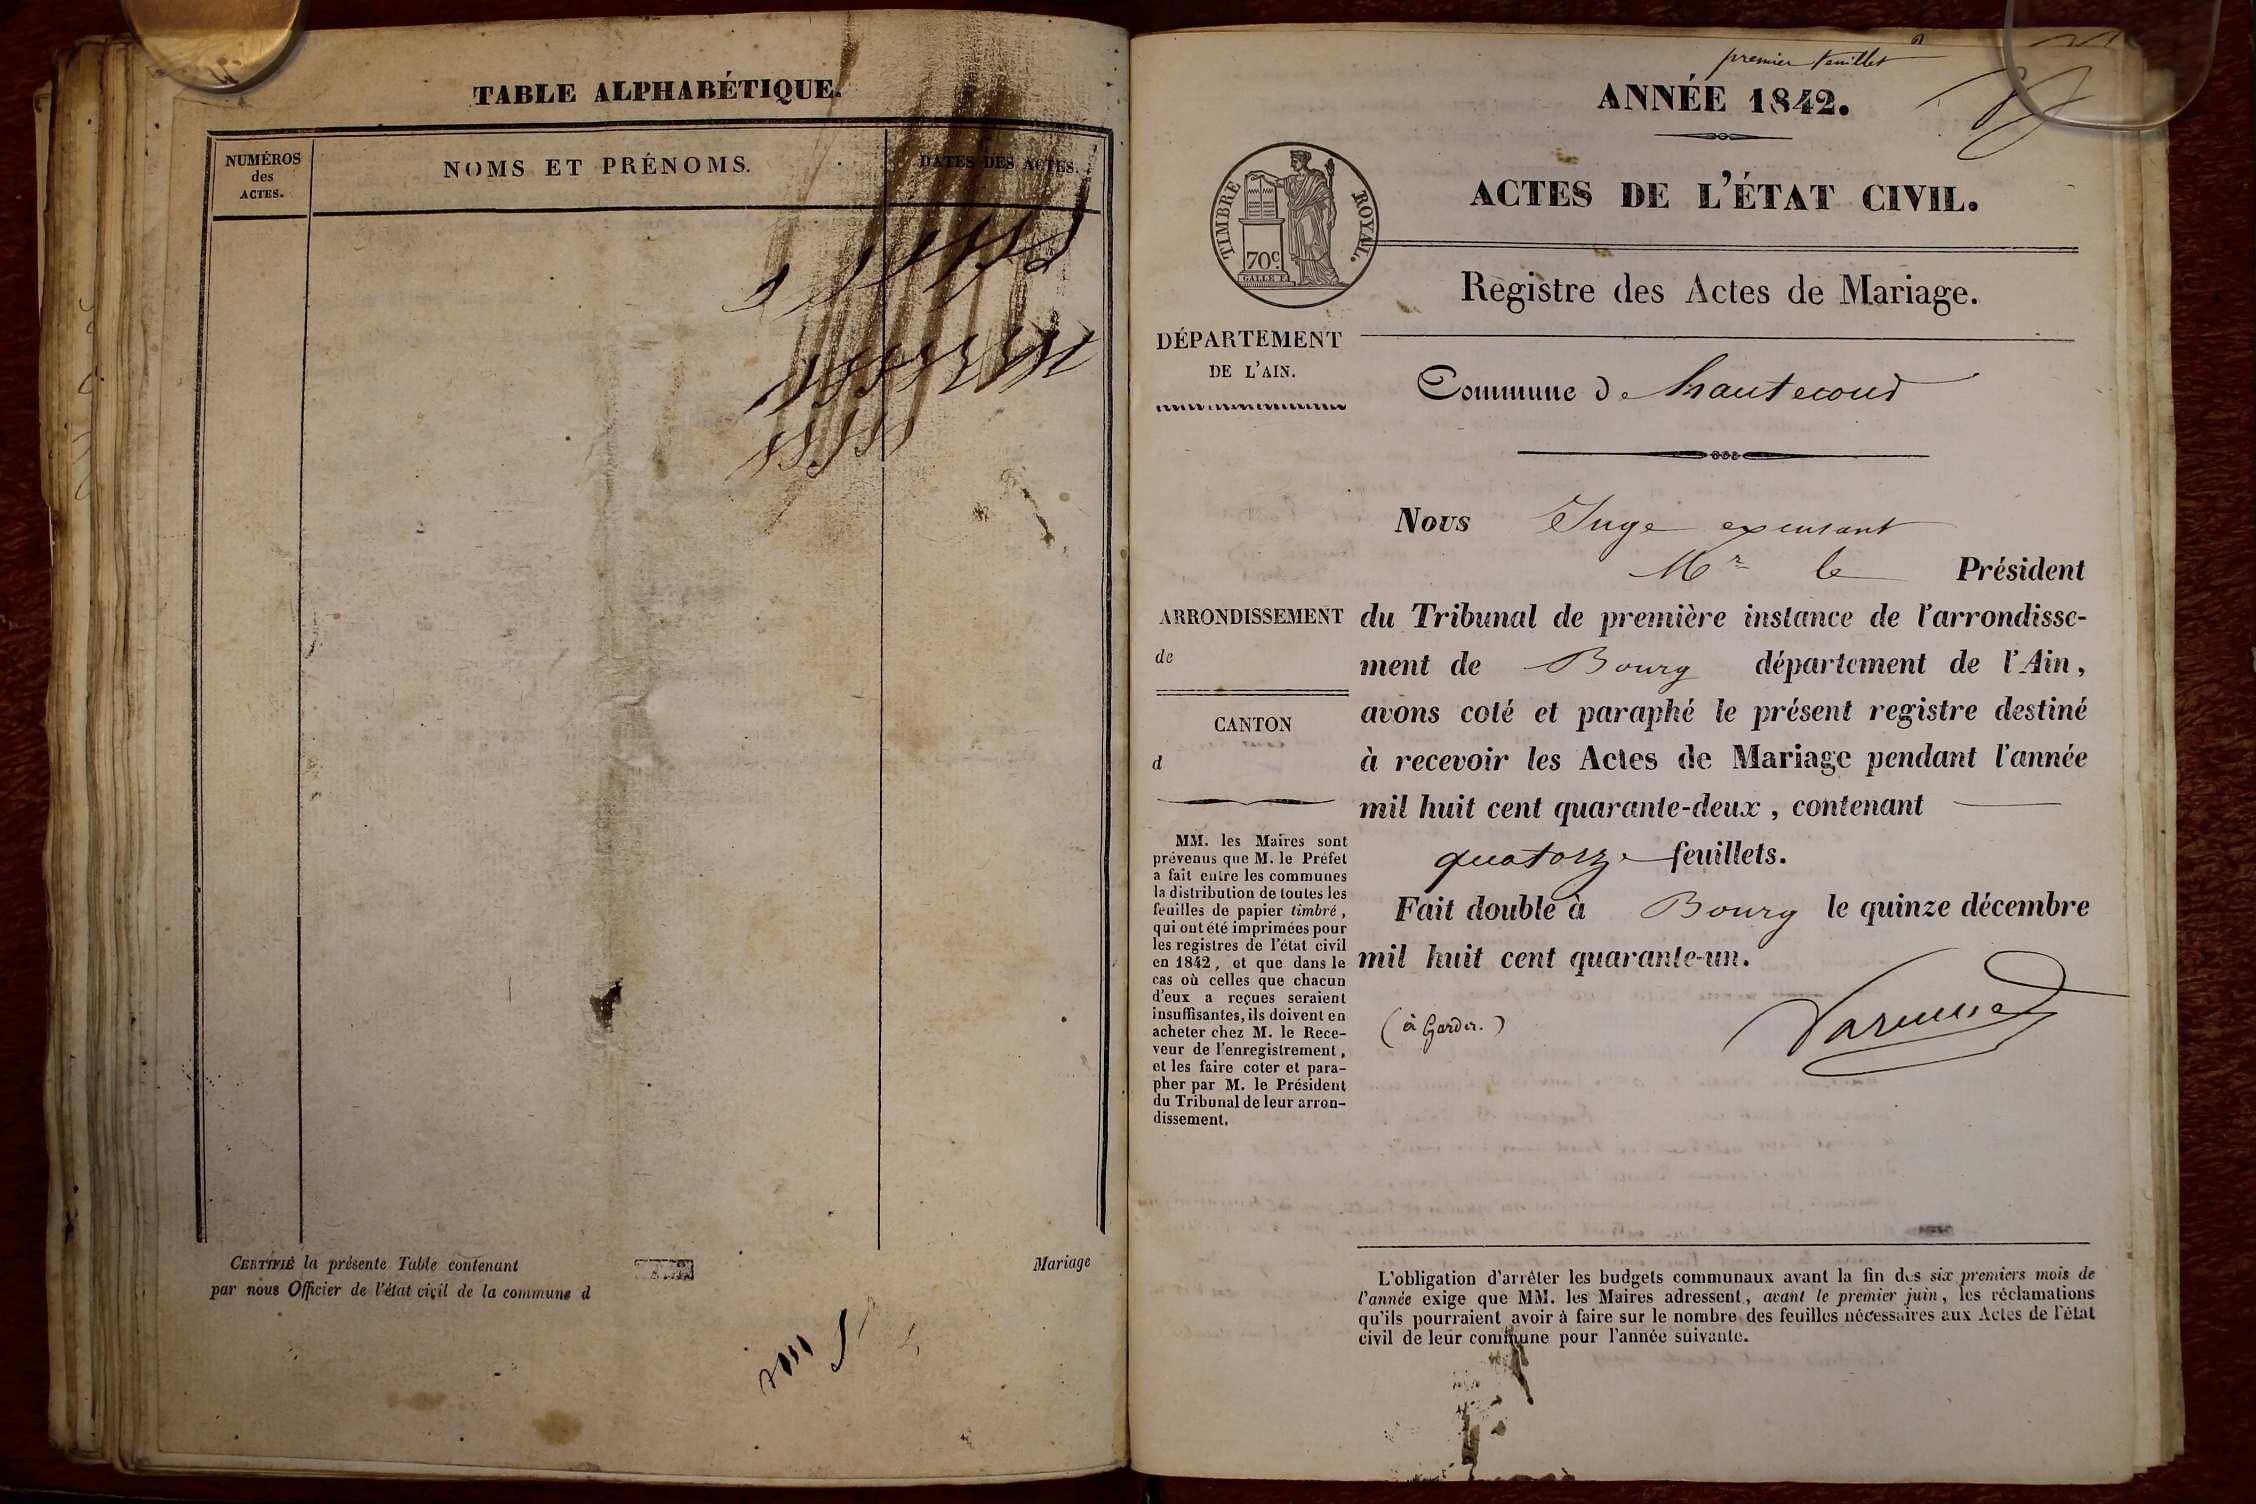 TABLE ALPHABÉTIQUE.
NUMÉROS
des
ACTES.
NOMS ET PRÉNOMS.
DATES DES ACTES.
CERTIFIÉ la présente Table contenant
Mariage
par nous Officier de l'état civil de la commune d
premier feuillet
ANNÉE 1842.
TIMBRE ROYAL.
70c.
ACTES DE L'ÉTAT CIVIL.
Registre des Actes de Mariage.
DÉPARTEMENT
DE L'AIN.
Commune de hautecour
Nous Juge
Mr le Président
ARRONDISSEMENT
de
du Tribunal de première instance de l'arrondisse-
ment de Bourg département de l'Ain,
avons coté et paraphé le présent registre destiné
à recevoir les Actes de Mariage pendant l'année
mil huit cent quarante-deux, contenant
quatorze feuillets.
Fait double à Bourg le quinze décembre
mil huit cent quarante-un.
(à Garder.)
CANTON
d
MM. les Maires sont
prévenus que M. le Préfet
a fait entre les communes
la distribution de toutes les
feuilles de papier timbré,
qui ont été imprimées pour
les registres de l'état civil
en 1842, et que dans le
cas où celles que chacun
d'eux a reçues seraient
insuffisantes, ils doivent en
acheter chez M. le Rece-
veur de l'enregistrement,
et les faire coter et para-
pher par M. le Président
du Tribunal de leur arron-
dissement.
L'obligation d'arrêter les budgets communaux avant la fin des six premiers mois de
l'année exige que MM. les Maires adressent, avant le premier juin, les réclamations
qu'ils pourraient avoir à faire sur le nombre des feuilles nécessaires aux Actes de l'état
civil de leur commune pour l'année suivante.